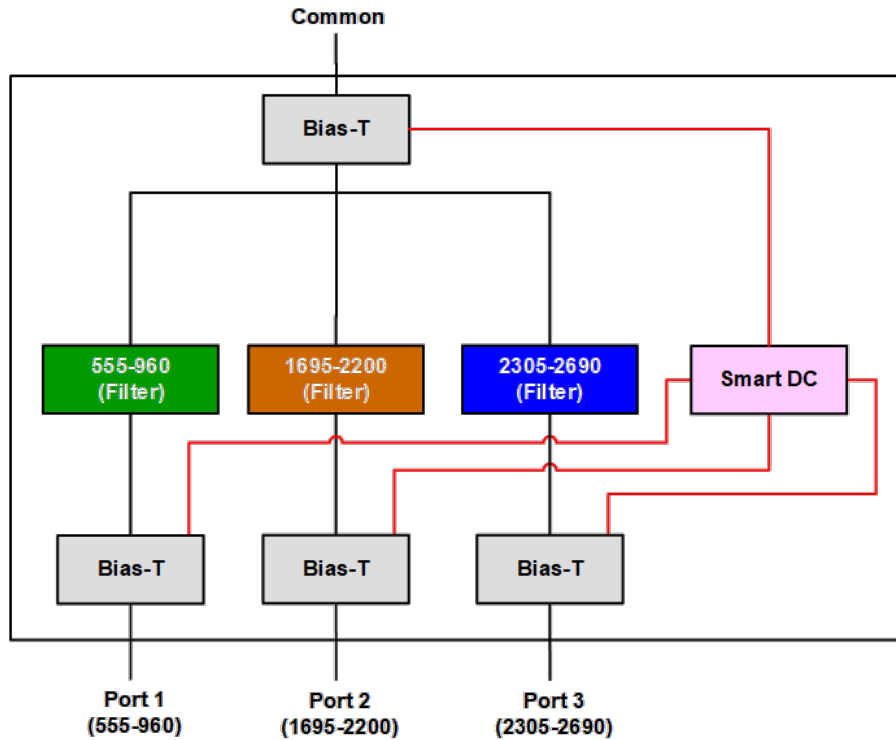 Common
Bias-T
555-960
(Filter)
1695-2200
(Filter)
2305-2690
(Filter)
Smart DC
Bias-T
Bias-T
Bias-T
Port 1
(555-960)
Port 2
(1695-2200)
Port 3
(2305-2690)